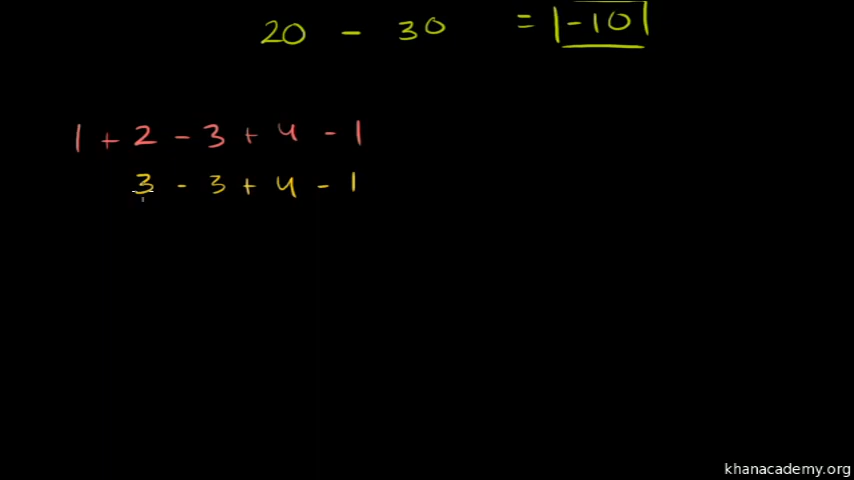 20 - 30 = |-10|
1 + 2 - 3 + 4 - 1
3 - 3 + 4 - 1
khanacademy.org